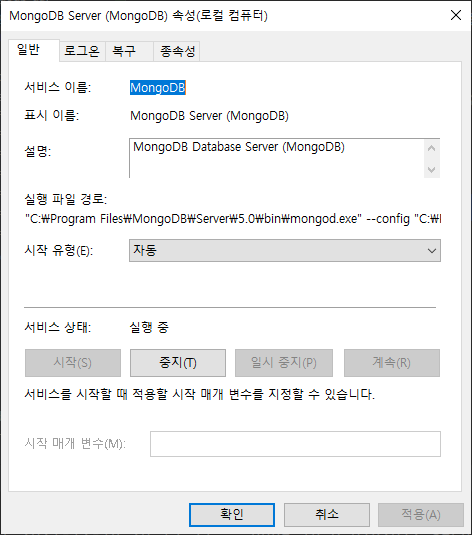 MongoDB Server (MongoDB) 속성(로컬 컴퓨터)
일반 로그온 복구 종속성
서비스 이름: MongoDB
표시 이름: MongoDB Server (MongoDB)
설명: MongoDB Database Server (MongoDB)
실행 파일 경로:
"C:₩Program Files₩MongoDB₩Server₩5.0₩bin₩mongod.exe" --config "C:₩
시작 유형(E): 자동
서비스 상태: 실행 중
시작(S) 중지(T) 일시 중지(P) 계속(R)
서비스를 시작할 때 적용할 시작 매개 변수를 지정할 수 있습니다.
시작 매개 변수(M):
확인 취소 적용(A)